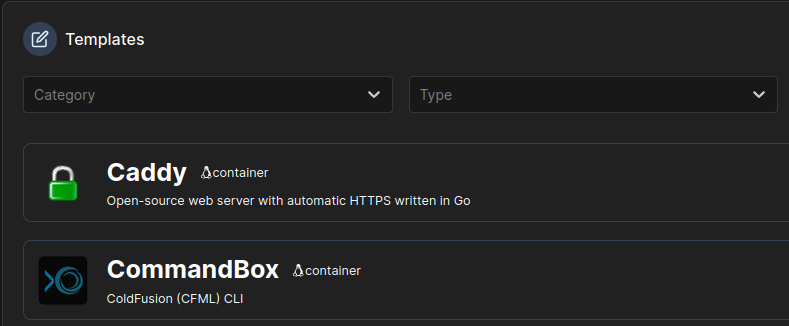 Templates
Category Type
Caddy container
Open-source web server with automatic HTTPS written in Go
CommandBox container
ColdFusion (CFML) CLI